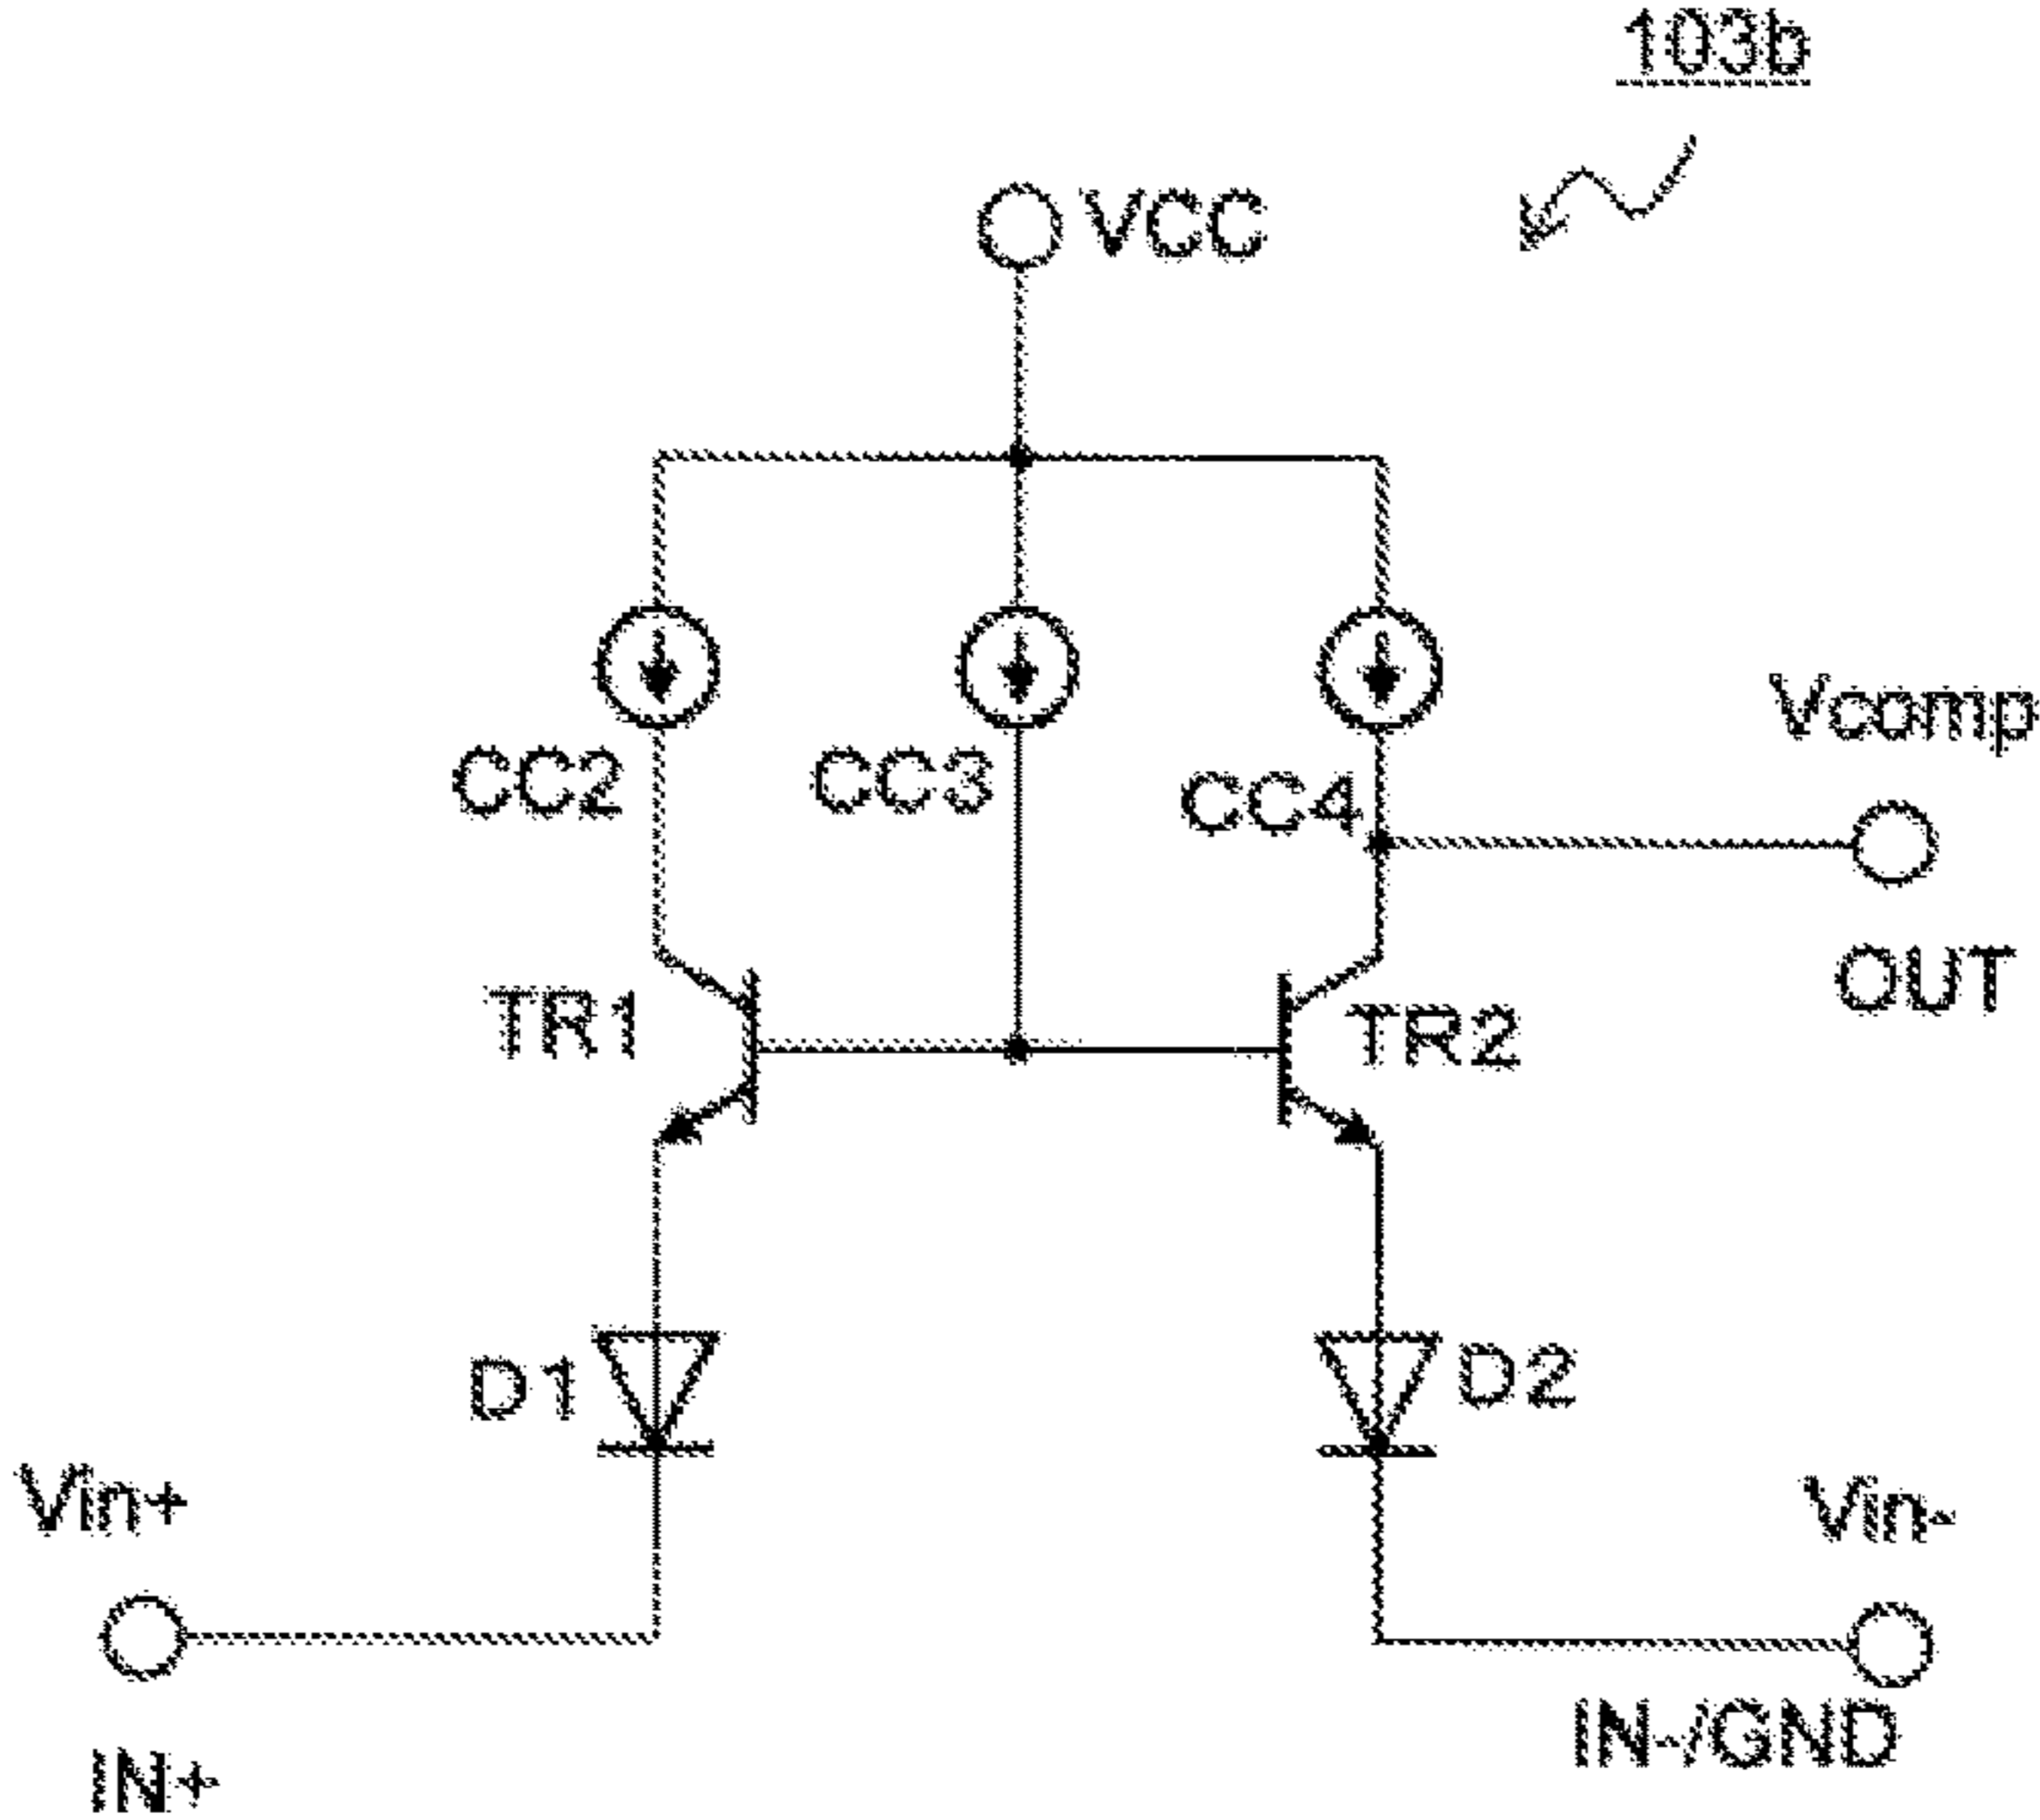 103b
VCC
Vcomp
CC2
CC3
CC4
OUT
TR1
TR2
D1
D2
Vin+
Vin-
IN-/GND
IN+